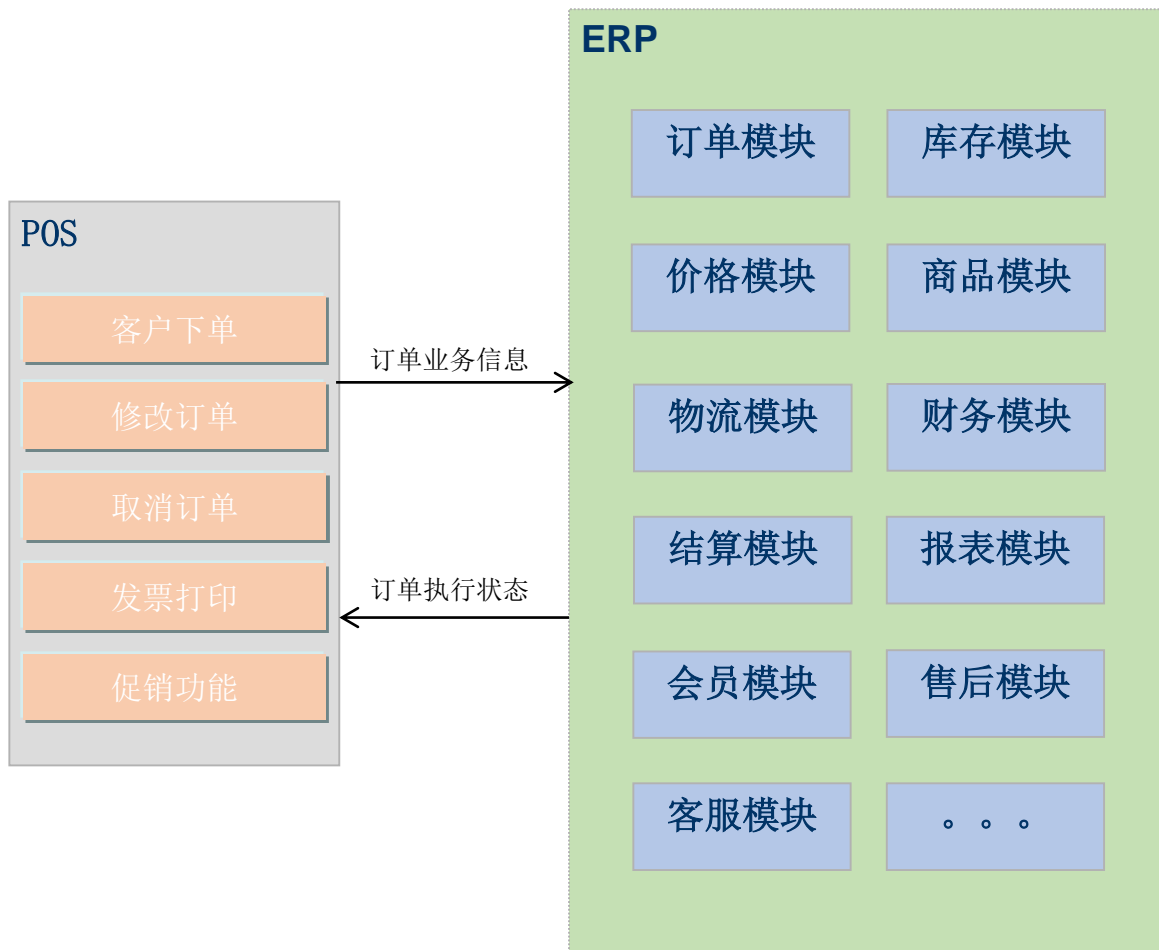 POS
客户下单
修改订单
取消订单
发票打印
促销功能
订单业务信息
订单执行状态
ERP
订单模块
库存模块
价格模块
商品模块
物流模块
财务模块
结算模块
报表模块
会员模块
售后模块
客服模块
。。。